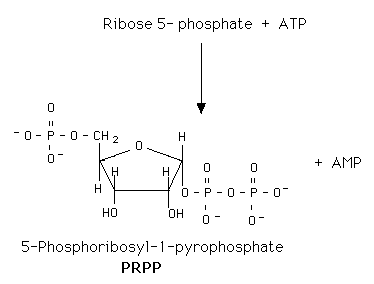 Ribose 5- phosphate + ATP
O
⁻O - P - O - CH2
O⁻
O
H
H
H
H
HO
OH
O
O
O - P - O - P - O⁻
O⁻
O⁻
+ AMP
5-Phosphoribosyl-1-pyrophosphate
PRPP